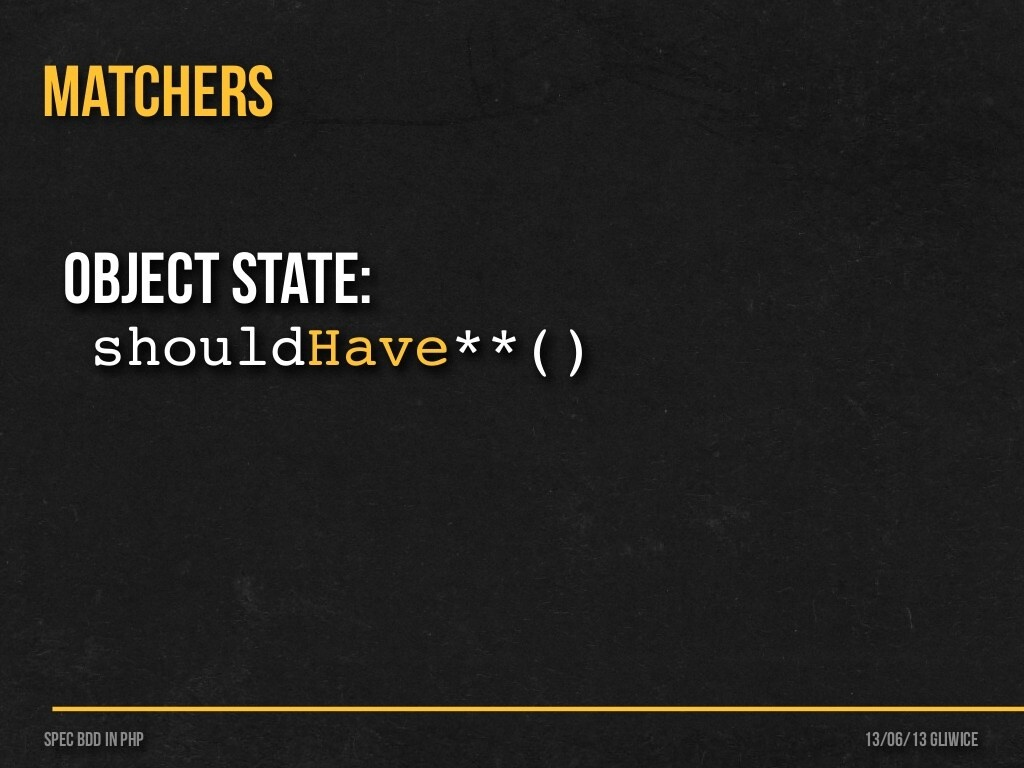 MATCHERS
OBJECT STATE:
shouldHave**()
SPEC BDD IN PHP
13/06/13 GLIWICE